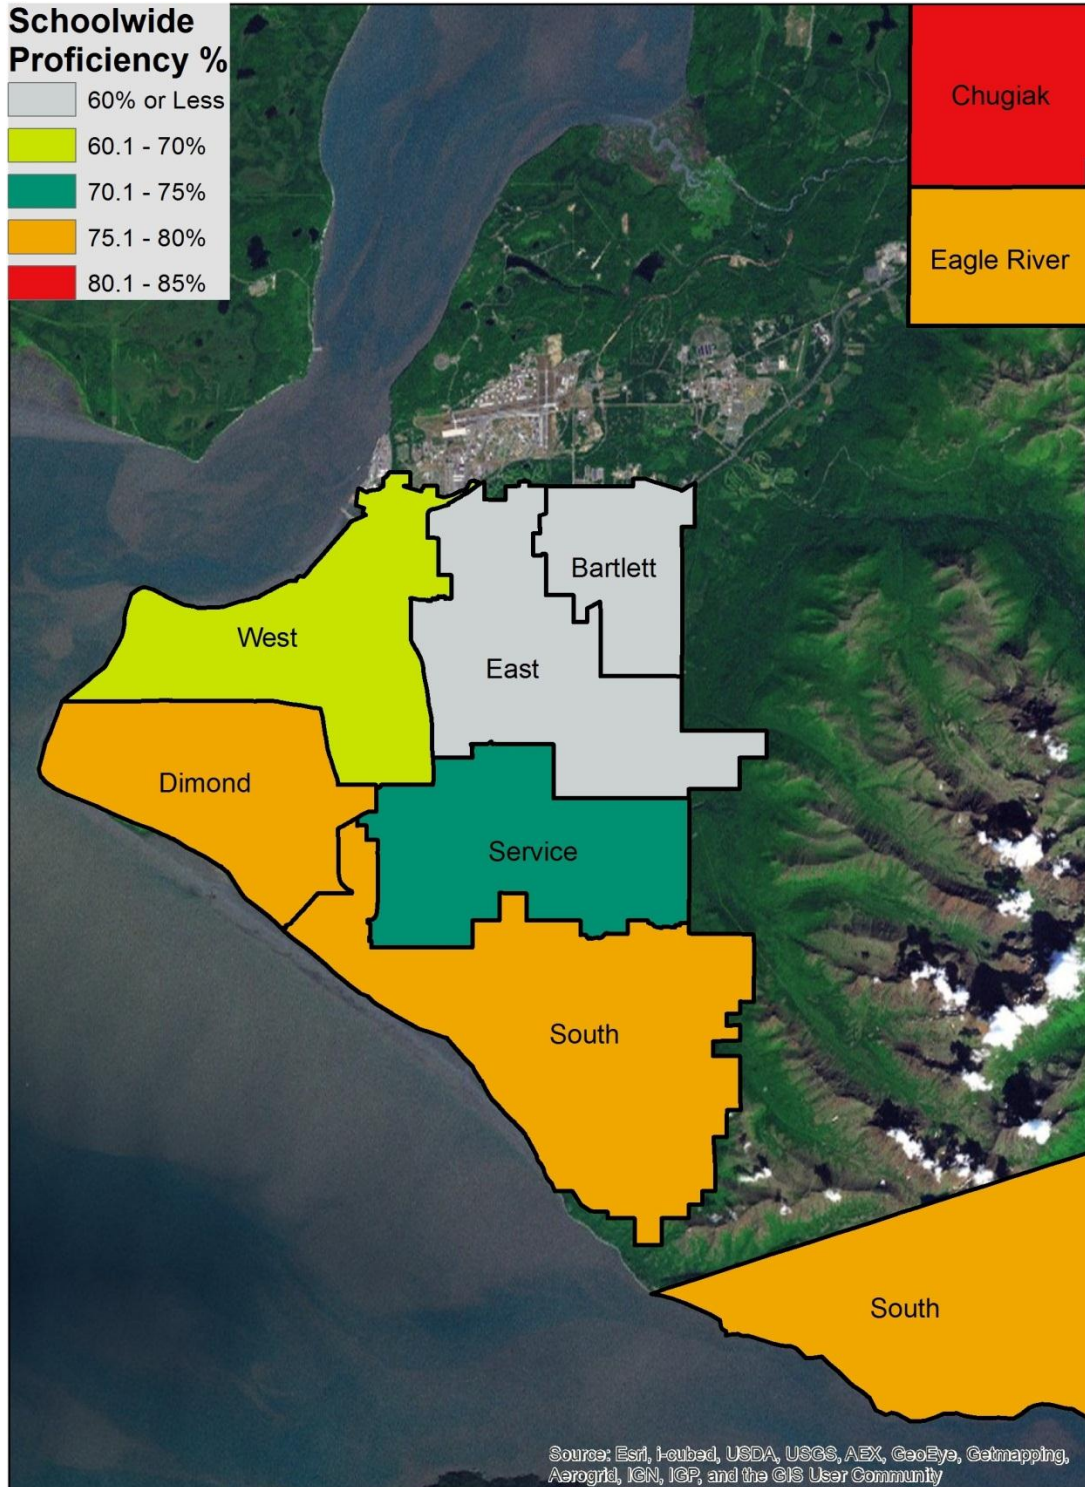 Schoolwide
Proficiency %
60% or Less
60.1 - 70%
70.1 - 75%
75.1 - 80%
80.1 - 85%
Chugiak
Eagle River
Bartlett
West
East
Dimond
Service
South
South
Source: Esri, i-cubed, USDA, USGS, AEX, GeoEye, Getmapping,
Aerogrid, IGN, IGP, and the GIS User Community